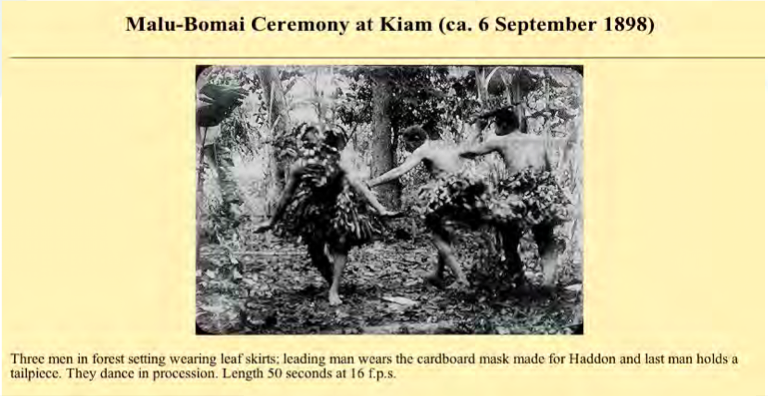 Malu-Bomai Ceremony at Kiam (ca. 6 September 1898)
Three men in forest setting wearing leaf skirts; leading man wears the cardboard mask made for Haddon and last man holds a
tailpiece. They dance in procession. Length 50 seconds at 16 f.p.s.